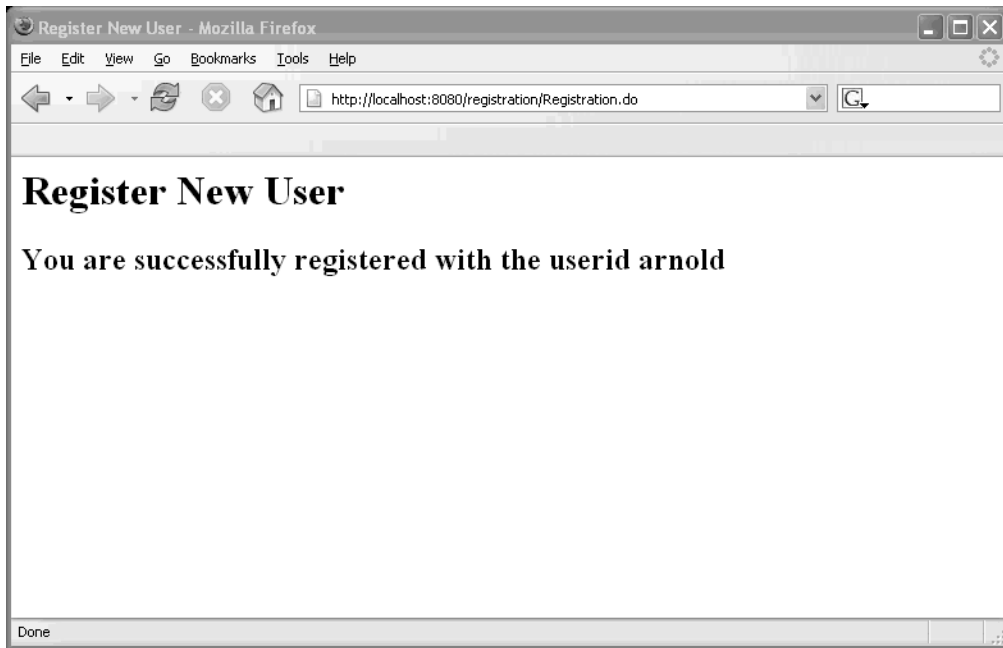 Register New User - Mozilla Firefox
File Edit View Go Bookmarks Tools Help
http://localhost:8080/registration/Registration.do G
Register New User
You are successfully registered with the userid arnold
Done